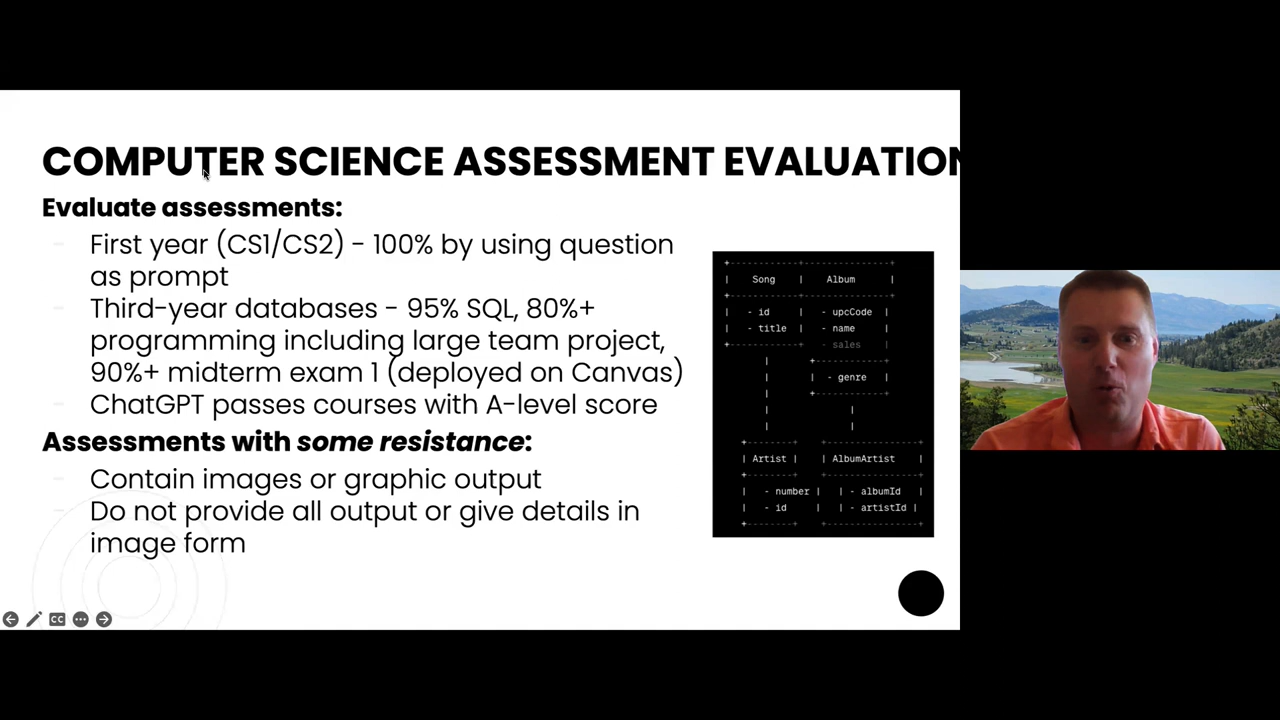 COMPUTER SCIENCE ASSESSMENT EVALUATION
Evaluate assessments:
- First year (CS1/CS2) - 100% by using question
as prompt
- Third-year databases - 95% SQL, 80%+
programming including large team project,
90%+ midterm exam 1 (deployed on Canvas)
- ChatGPT passes courses with A-level score
Assessments with some resistance:
- Contain images or graphic output
- Do not provide all output or give details in
image form
Song | Album
- id | - upcCode
- title | - name
- sales
- genre
Artist | AlbumArtist
- number | - albumId
- id | - artistId
CC